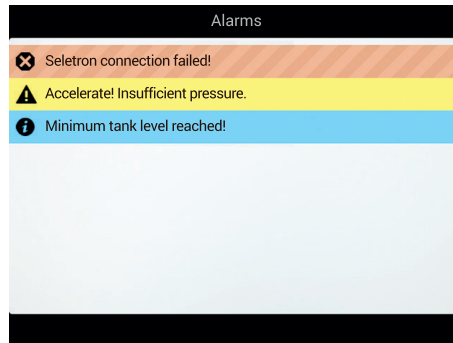 Alarms
Seletron connection failed!
Accelerate! Insufficient pressure.
Minimum tank level reached!